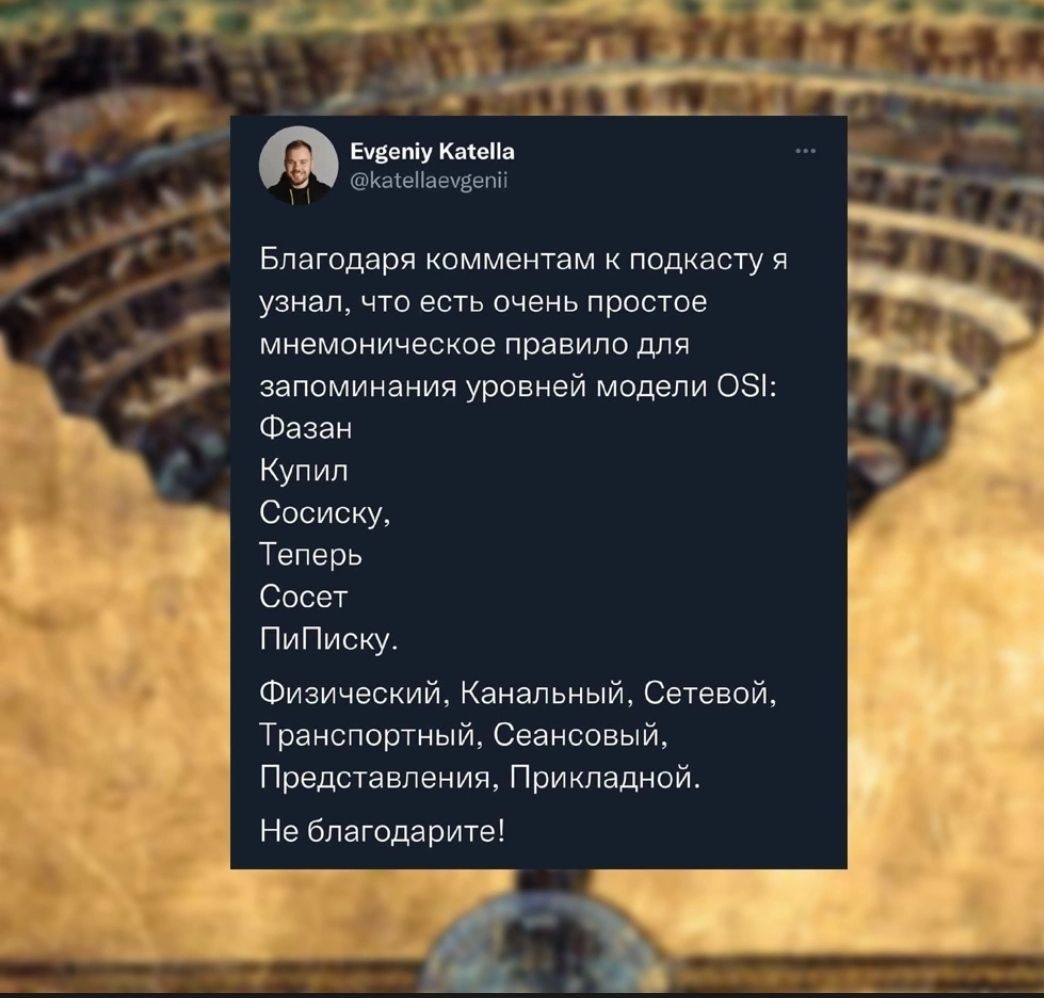 Evgeniy Katella
@katellaevgenii
Благодаря комментам к подкасту я
узнал, что есть очень простое
мнемоническое правило для
запоминания уровней модели OSI:
Фазан
Купил
Сосиску,
Теперь
Сосет
ПиПиску.
Физический, Канальный, Сетевой,
Транспортный, Сеансовый,
Представления, Прикладной.
Не благодарите!